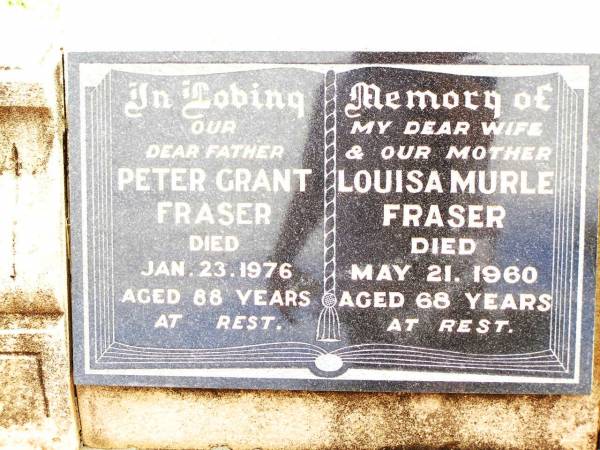 In Loving
OUR
DEAR FATHER
PETER GRANT
FRASER
DIED
JAN. 23. 1976
AGED 88 YEARS
AT REST.
Memory of
MY DEAR WIFE
& OUR MOTHER
LOUISA MURLE
FRASER
DIED
MAY 21. 1960
AGED 68 YEARS
AT REST.